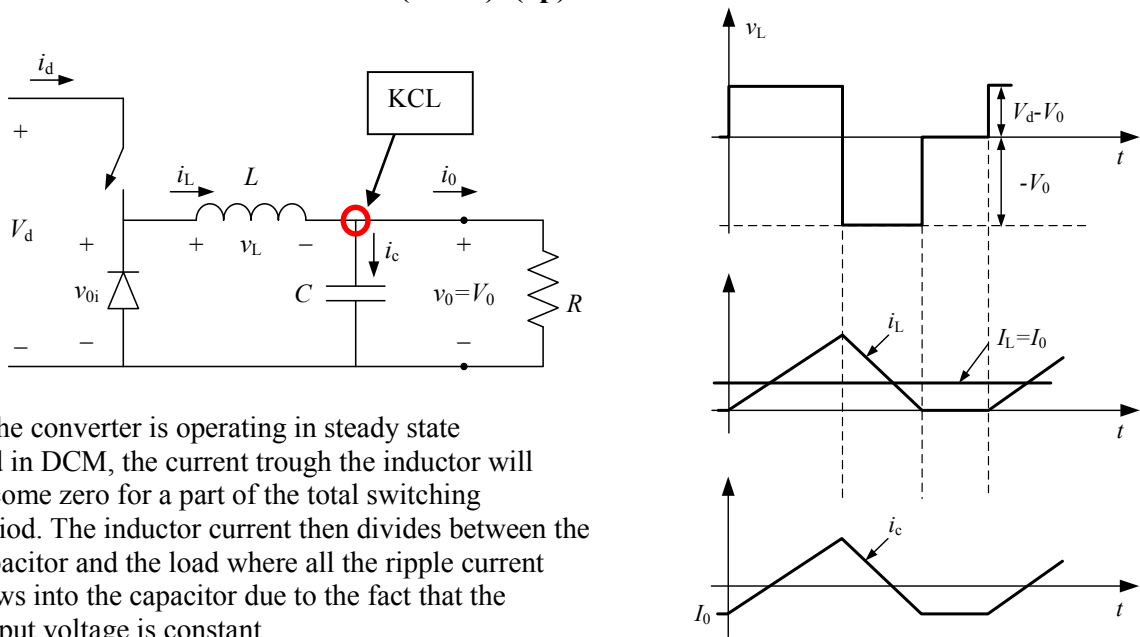 i_d
+
V_d
−
+
v_0i
−
i_L
L
+
v_L
−
KCL
i_0
i_c
C
+
v_0=V_0
−
R
he converter is operating in steady state
in DCM, the current trough the inductor will
ome zero for a part of the total switching
iod. The inductor current then divides between the
acitor and the load where all the ripple current
ws into the capacitor due to the fact that the
put voltage is constant
v_L
V_d-V_0
t
-V_0
i_L
I_L=I_0
t
i_c
I_0
t